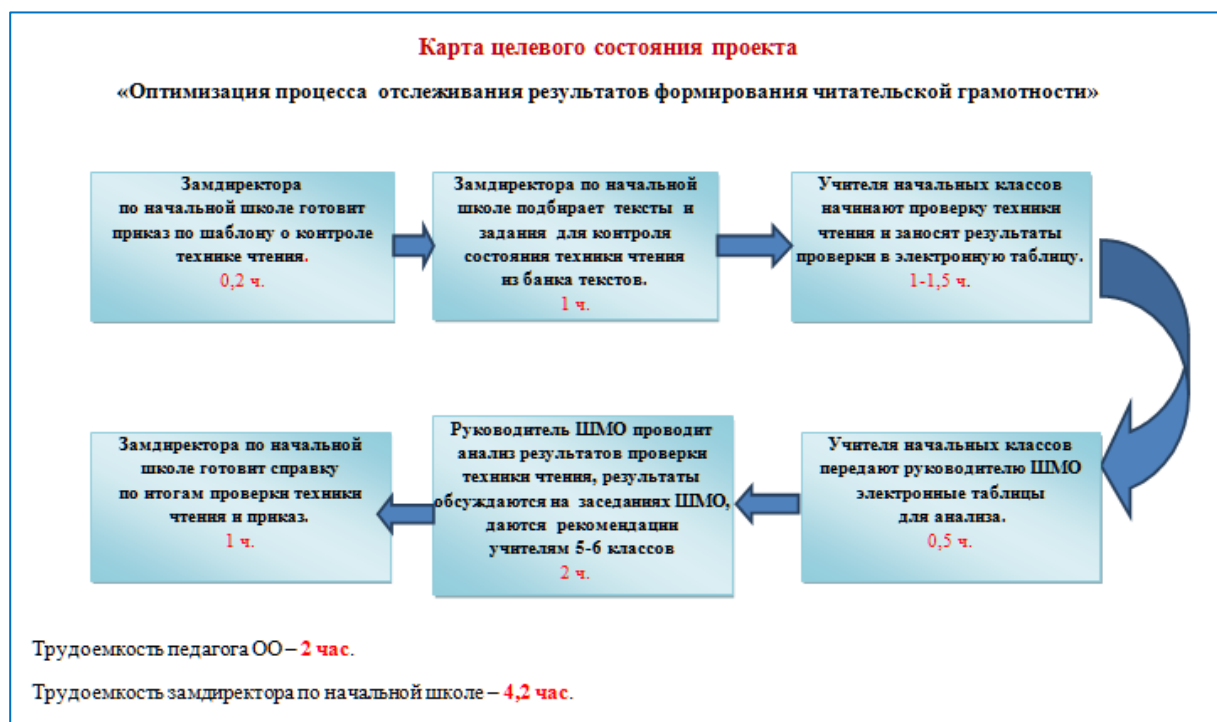 Карта целевого состояния проекта
«Оптимизация процесса отслеживания результатов формирования читательской грамотности»
Замдиректора
по начальной школе готовит
приказ по шаблону о контроле
технике чтения.
0,2 ч.
Замдиректора по начальной
школе подбирает тексты и
задания для контроля
состояния техники чтения
из банка текстов.
1 ч.
Учителя начальных классов
начинают проверку техники
чтения и заносят результаты
проверки в электронную таблицу.
1-1,5 ч.
Учителя начальных классов
передают руководителю ШМО
электронные таблицы
для анализа.
0,5 ч.
Руководитель ШМО проводит
анализ результатов проверки
техники чтения, результаты
обсуждаются на заседаниях ШМО,
даются рекомендации
учителям 5-6 классов
2 ч.
Замдиректора по начальной
школе готовит справку
по итогам проверки техники
чтения и приказ.
1 ч.
Трудоемкость педагога ОО – 2 час.
Трудоемкость замдиректора по начальной школе – 4,2 час.